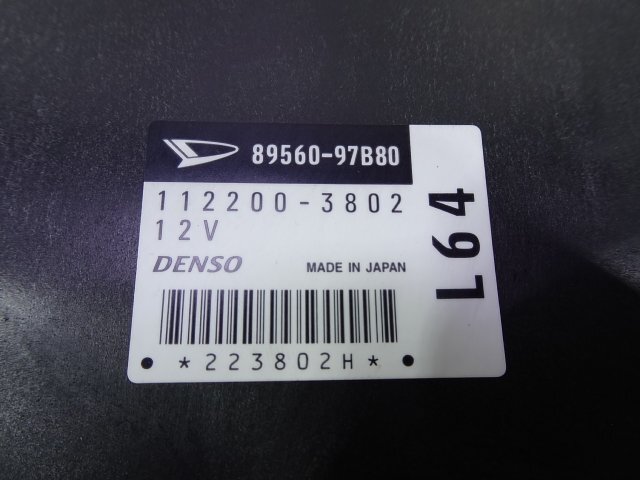 89560-97B80
112200-3802
12V
DENSO MADE IN JAPAN
*223802H*
L64